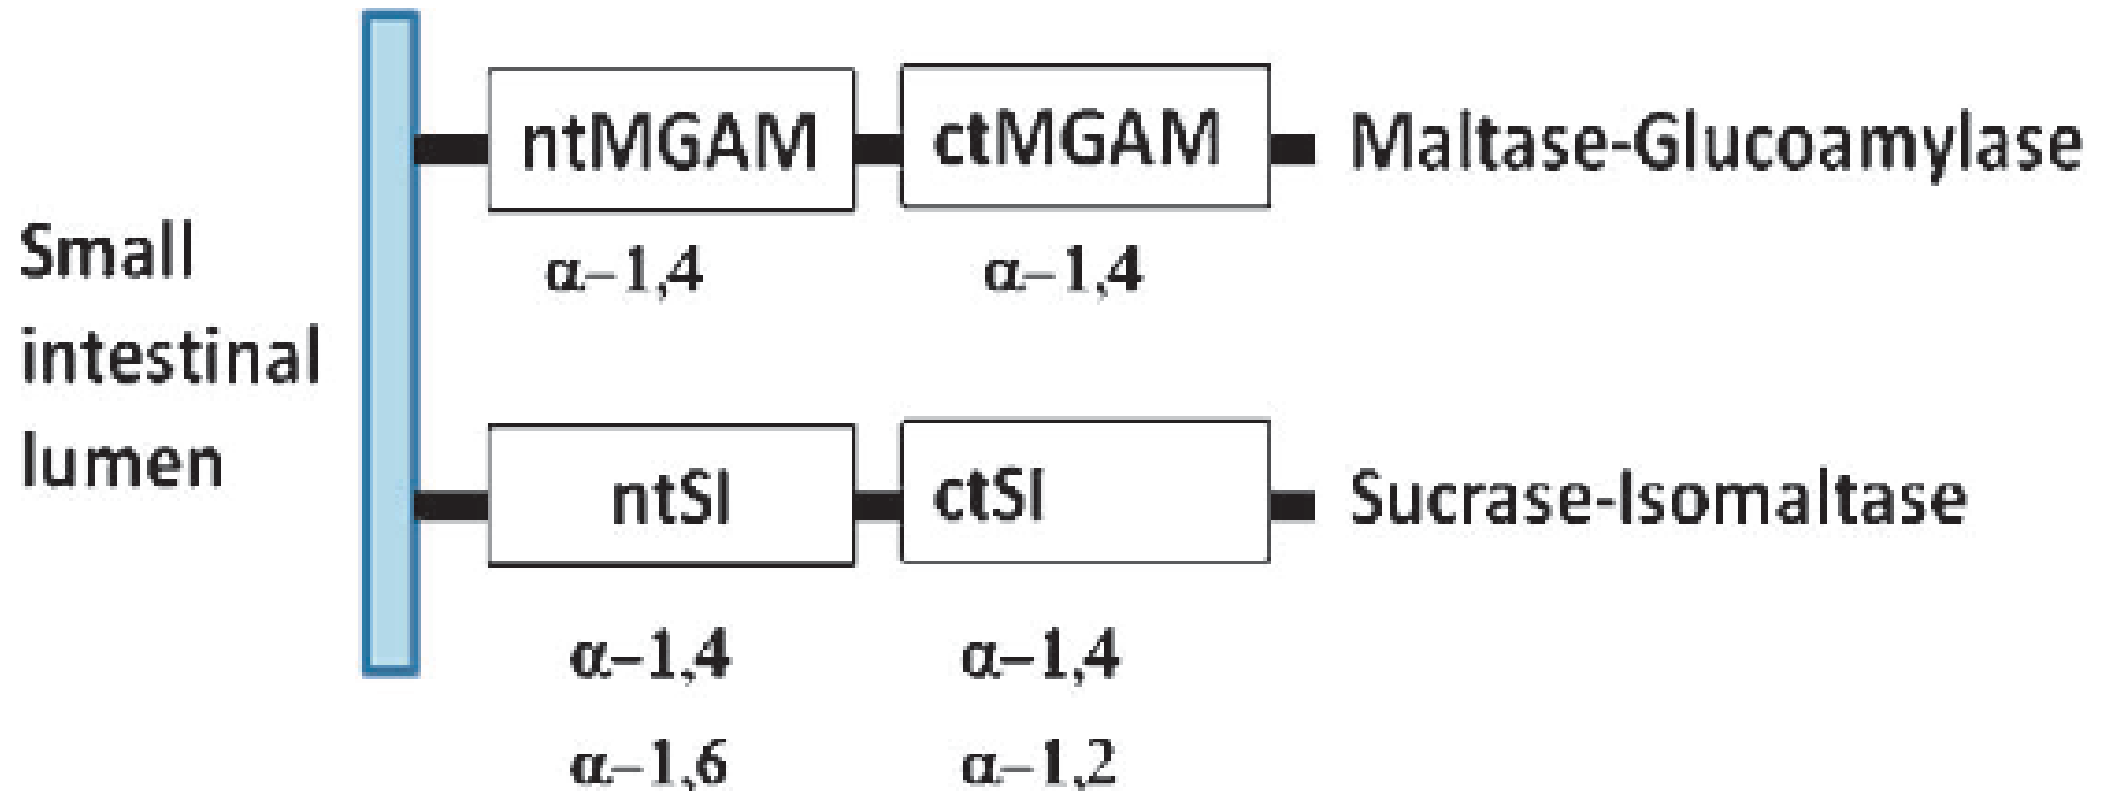 ntMGAM ctMGAM Maltase-Glucoamylase
α–1,4 α–1,4
Small
intestinal
lumen
ntSI ctSI Sucrase-Isomaltase
α–1,4 α–1,4
α–1,6 α–1,2